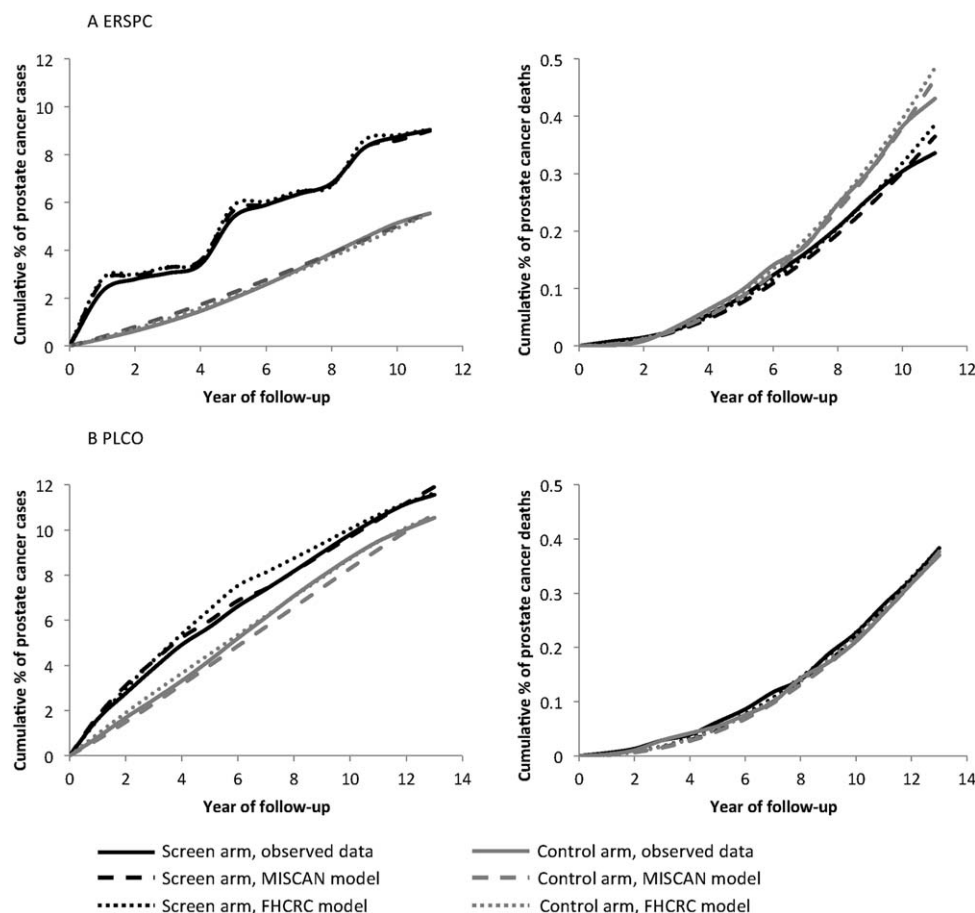 A ERSPC
Cumulative % of prostate cancer cases
12
10
8
6
4
2
0
0 2 4 6 8 10 12
Year of follow-up
Cumulative % of prostate cancer deaths
0.5
0.4
0.3
0.2
0.1
0
0 2 4 6 8 10 12
Year of follow-up
B PLCO
Cumulative % of prostate cancer cases
12
10
8
6
4
2
0
0 2 4 6 8 10 12 14
Year of follow-up
Cumulative % of prostate cancer deaths
0.5
0.4
0.3
0.2
0.1
0
0 2 4 6 8 10 12 14
Year of follow-up
Screen arm, observed data
Screen arm, MISCAN model
Screen arm, FHCRC model
Control arm, observed data
Control arm, MISCAN model
Control arm, FHCRC model